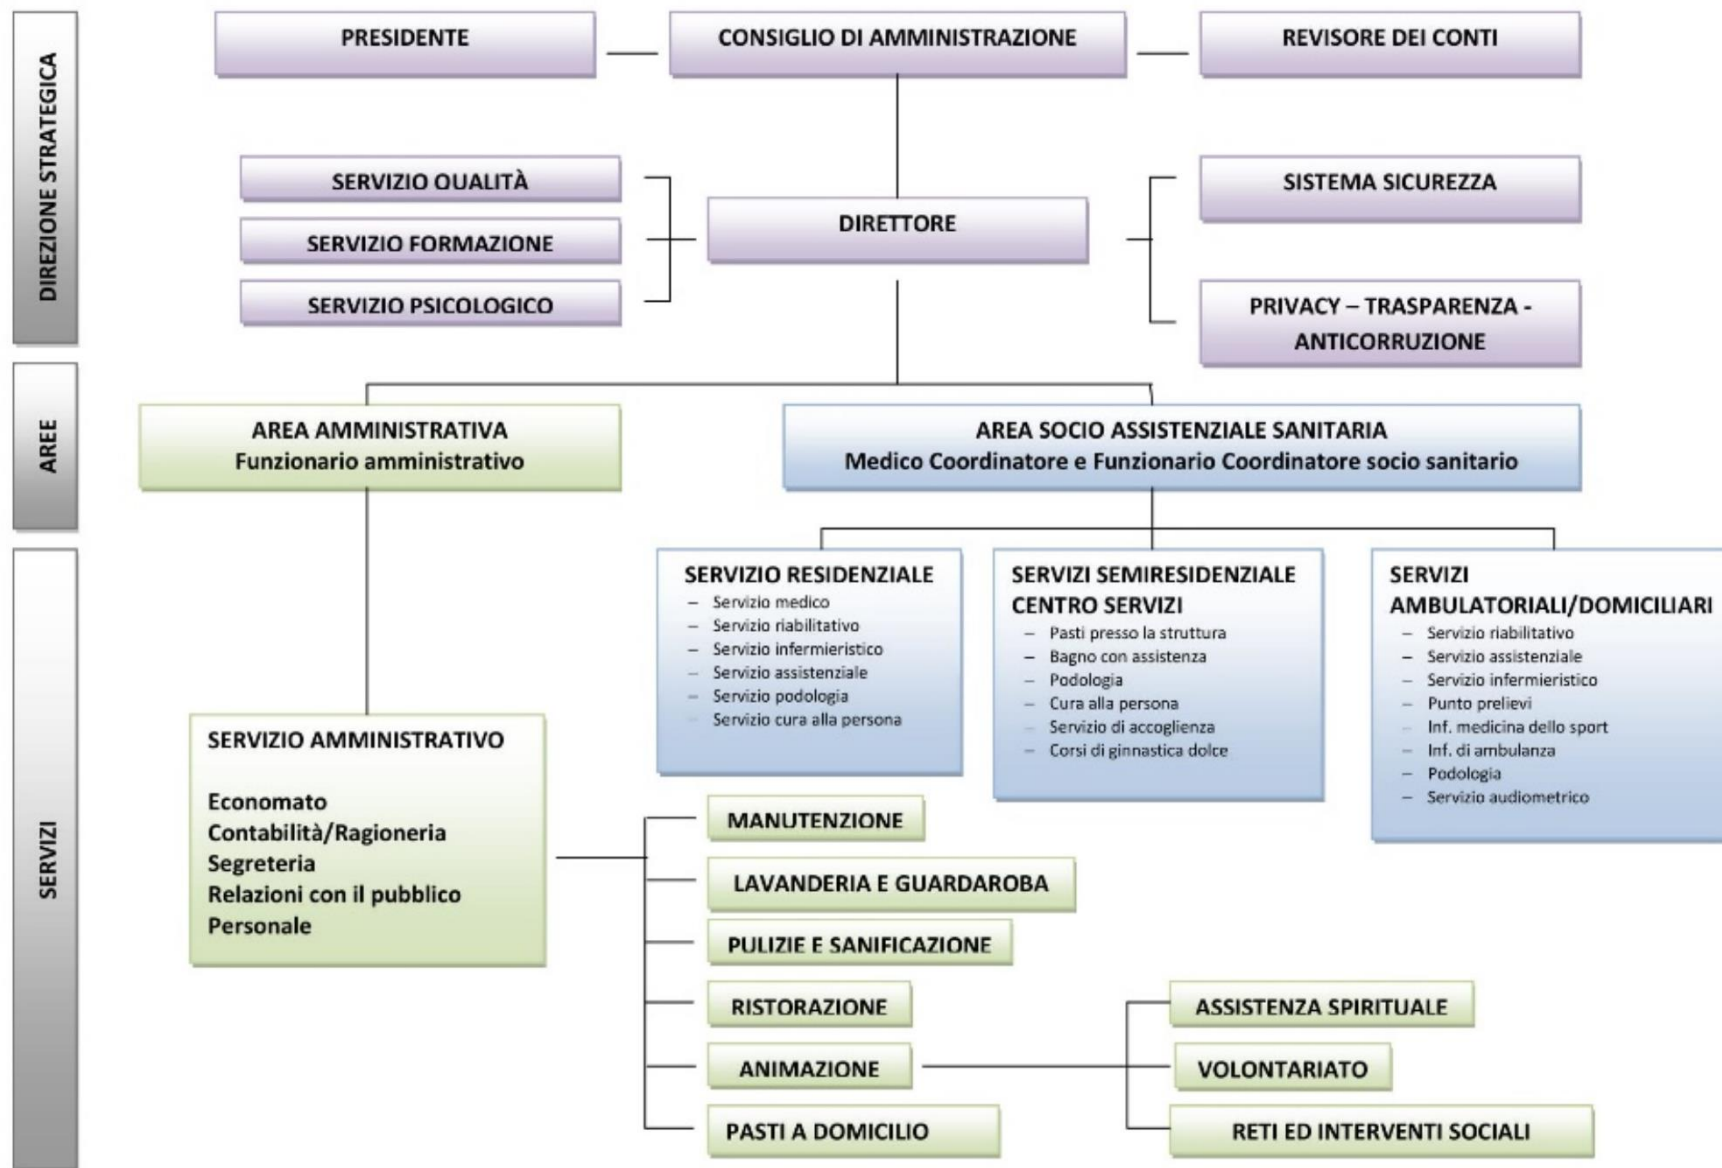 DIREZIONE STRATEGICA
PRESIDENTE
CONSIGLIO DI AMMINISTRAZIONE
REVISORE DEI CONTI
SERVIZIO QUALITÀ
SERVIZIO FORMAZIONE
SERVIZIO PSICOLOGICO
DIRETTORE
SISTEMA SICUREZZA
PRIVACY – TRASPARENZA -
ANTICORRUZIONE
AREE
AREA AMMINISTRATIVA
Funzionario amministrativo
AREA SOCIO ASSISTENZIALE SANITARIA
Medico Coordinatore e Funzionario Coordinatore socio sanitario
SERVIZI
SERVIZIO RESIDENZIALE
– Servizio medico
– Servizio riabilitativo
– Servizio infermieristico
– Servizio assistenziale
– Servizio podologia
– Servizio cura alla persona
SERVIZI SEMIRESIDENZIALE
CENTRO SERVIZI
– Pasti presso la struttura
– Bagno con assistenza
– Podologia
– Cura alla persona
– Servizio di accoglienza
– Corsi di ginnastica dolce
SERVIZI
AMBULATORIALI/DOMICILIARI
– Servizio riabilitativo
– Servizio assistenziale
– Servizio infermieristico
– Punto prelievi
– Inf. medicina dello sport
– Inf. di ambulanza
– Podologia
– Servizio audiometrico
SERVIZIO AMMINISTRATIVO
Economato
Contabilità/Ragioneria
Segreteria
Relazioni con il pubblico
Personale
MANUTENZIONE
LAVANDERIA E GUARDAROBA
PULIZIE E SANIFICAZIONE
RISTORAZIONE
ANIMAZIONE
PASTI A DOMICILIO
ASSISTENZA SPIRITUALE
VOLONTARIATO
RETI ED INTERVENTI SOCIALI